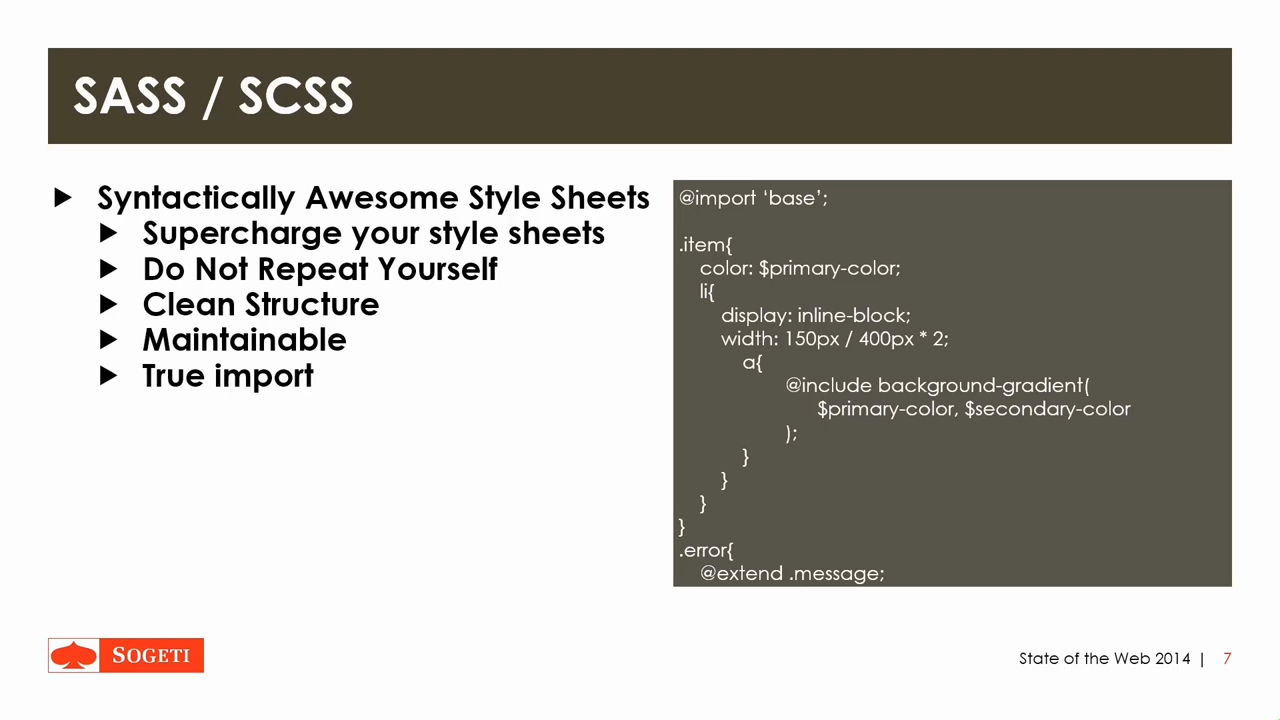 SASS / SCSS
Syntactically Awesome Style Sheets
Supercharge your style sheets
Do Not Repeat Yourself
Clean Structure
Maintainable
True import
@import ‘base’;
.item{
color: $primary-color;
li{
display: inline-block;
width: 150px / 400px * 2;
a{
@include background-gradient(
$primary-color, $secondary-color
);
}
}
}
}
.error{
@extend .message;
SOGETI
State of the Web 2014 | 7